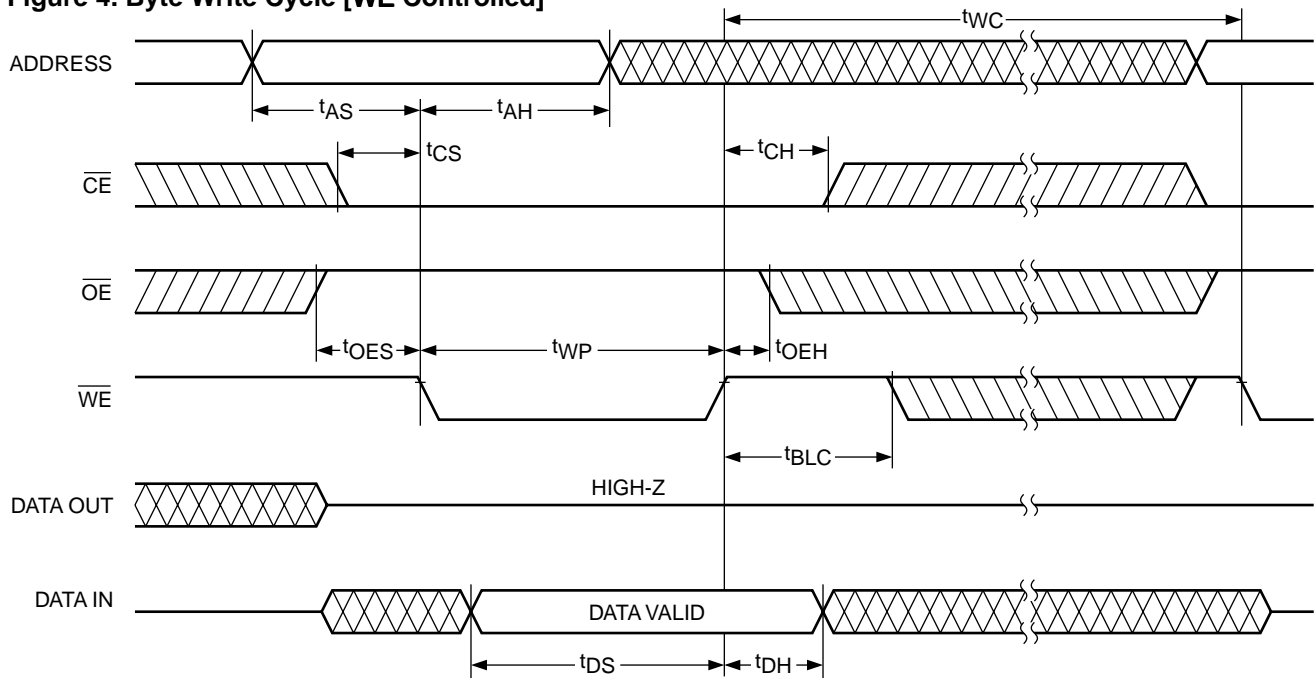 Figure 4. Byte Write Cycle [WE Controlled]
tWC
ADDRESS
tAS
tAH
tCS
tCH
CE
OE
tOES
tWP
tOEH
WE
tBLC
DATA OUT
HIGH-Z
DATA IN
DATA VALID
tDS
tDH